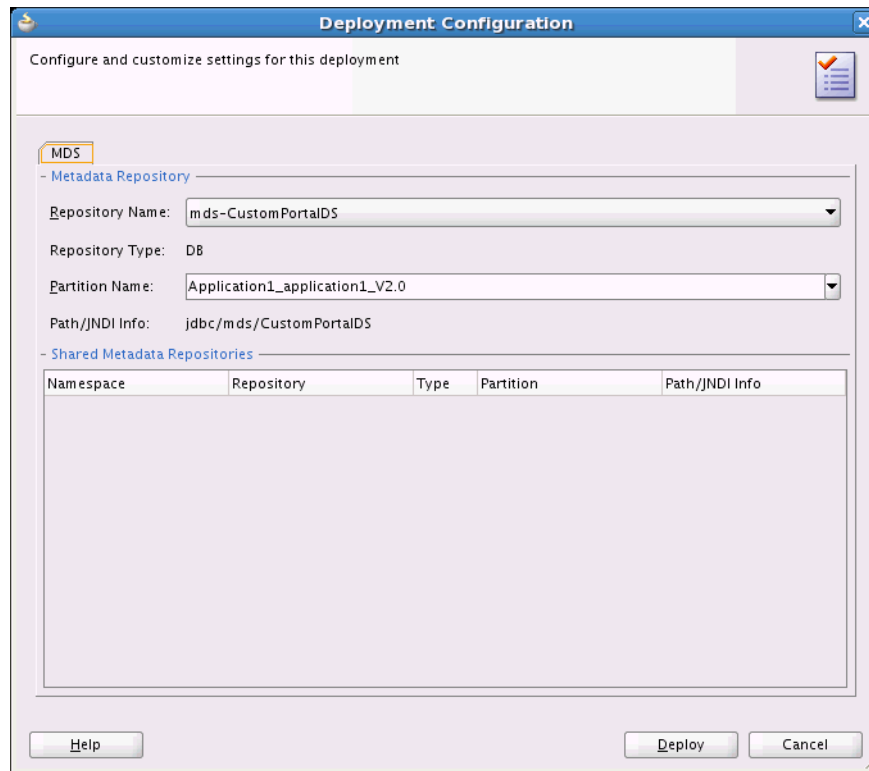 Deployment Configuration
Configure and customize settings for this deployment
MDS
Metadata Repository
Repository Name: mds-CustomPortalDS
Repository Type: DB
Partition Name: Application1_application1_V2.0
Path/JNDI Info: jdbc/mds/CustomPortalDS
Shared Metadata Repositories
Namespace Repository Type Partition Path/JNDI Info
Help Deploy Cancel